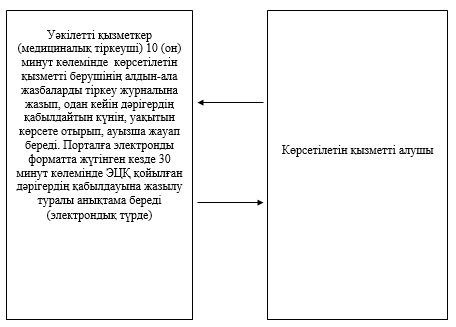 Уәкілетті қызметкер
(медициналық тіркеуші) 10 (он)
минут көлемінде көрсетілетін
қызметті берушінің алдын-ала
жазбаларды тіркеу журналына
жазып, одан кейін дәрігердің
қабылдайтын күнін, уақытын
көрсете отырып, ауызша жауап
береді. Порталға электронды
форматта жүгінген кезде 30
минут көлемінде ЭЦҚ қойылған
дәрігердің қабылдауына жазылу
туралы анықтама береді
(электрондық түрде)
Көрсетілетін қызметті алушы